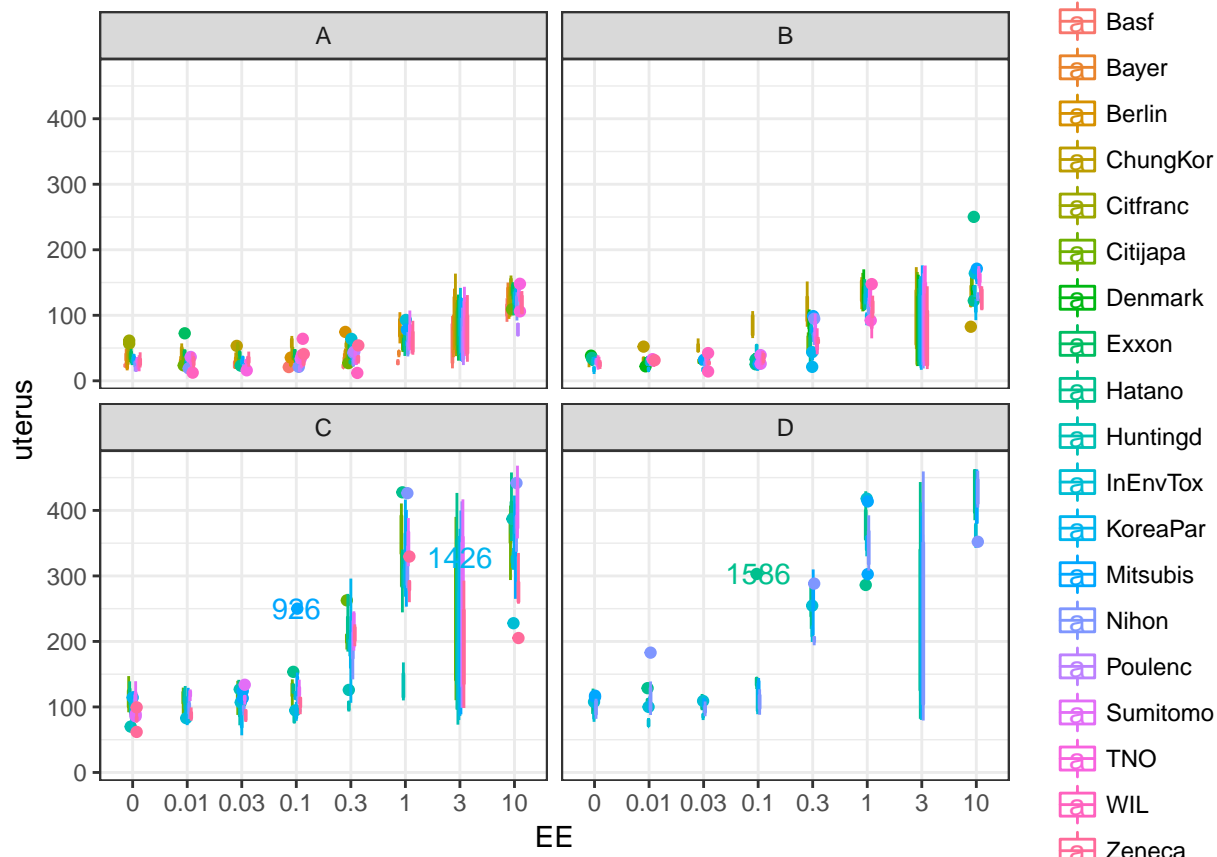 A
B
400
300
200
100
0
C
D
400
300
200
100
0
926
1426
1586
0 0.01 0.03 0.1 0.3 1 3 10
0 0.01 0.03 0.1 0.3 1 3 10
EE
uterus
a Basf
a Bayer
a Berlin
a ChungKor
a Citfranc
a Citijapa
a Denmark
a Exxon
a Hatano
a Huntingd
a InEnvTox
a KoreaPar
a Mitsubis
a Nihon
a Poulenc
a Sumitomo
a TNO
a WIL
a Zeneca